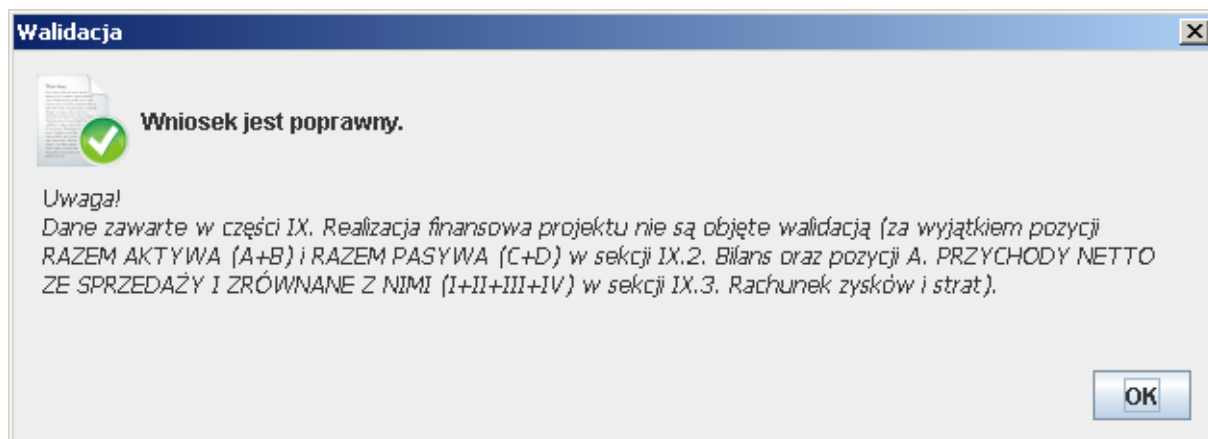 Walidacja
Wniosek jest poprawny.
Uwaga!
Dane zawarte w części IX. Realizacja finansowa projektu nie są objęte walidacją (za wyjątkiem pozycji
RAZEM AKTYWA (A+B) i RAZEM PASYWA (C+D) w sekcji IX.2. Bilans oraz pozycji A. PRZYCHODY NETTO
ZE SPRZEDAŻY I ZRÓWNANE Z NIMI (I+II+III+IV) w sekcji IX.3. Rachunek zysków i strat).
OK